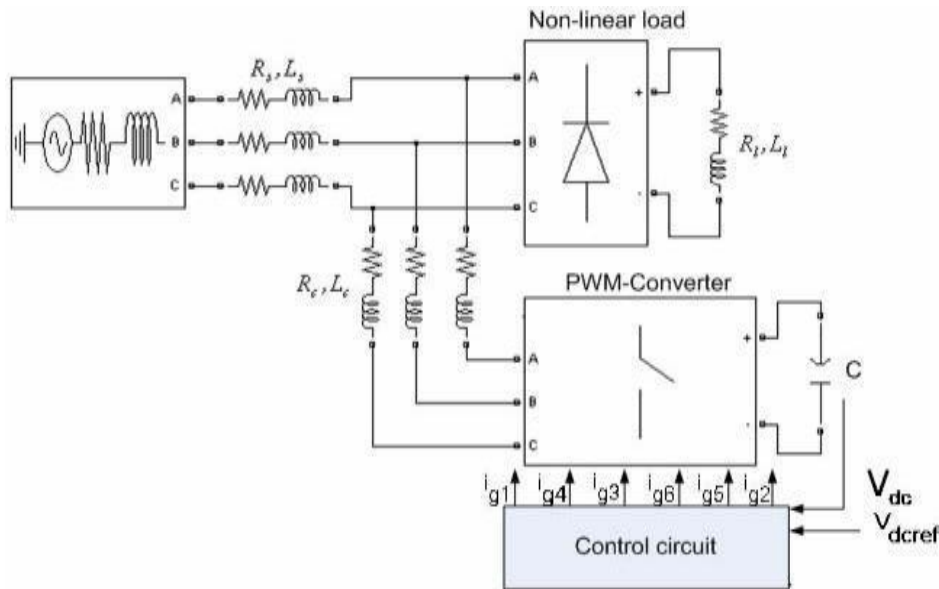 Non-linear load
R_s, L_s
A
B
C
A
B
C
+
-
R_l, L_l
R_c, L_c
PWM-Converter
A
B
C
+
-
C
i_g1 i_g4 i_g3 i_g6 i_g5 i_g2
V_dc
V_dcref
Control circuit